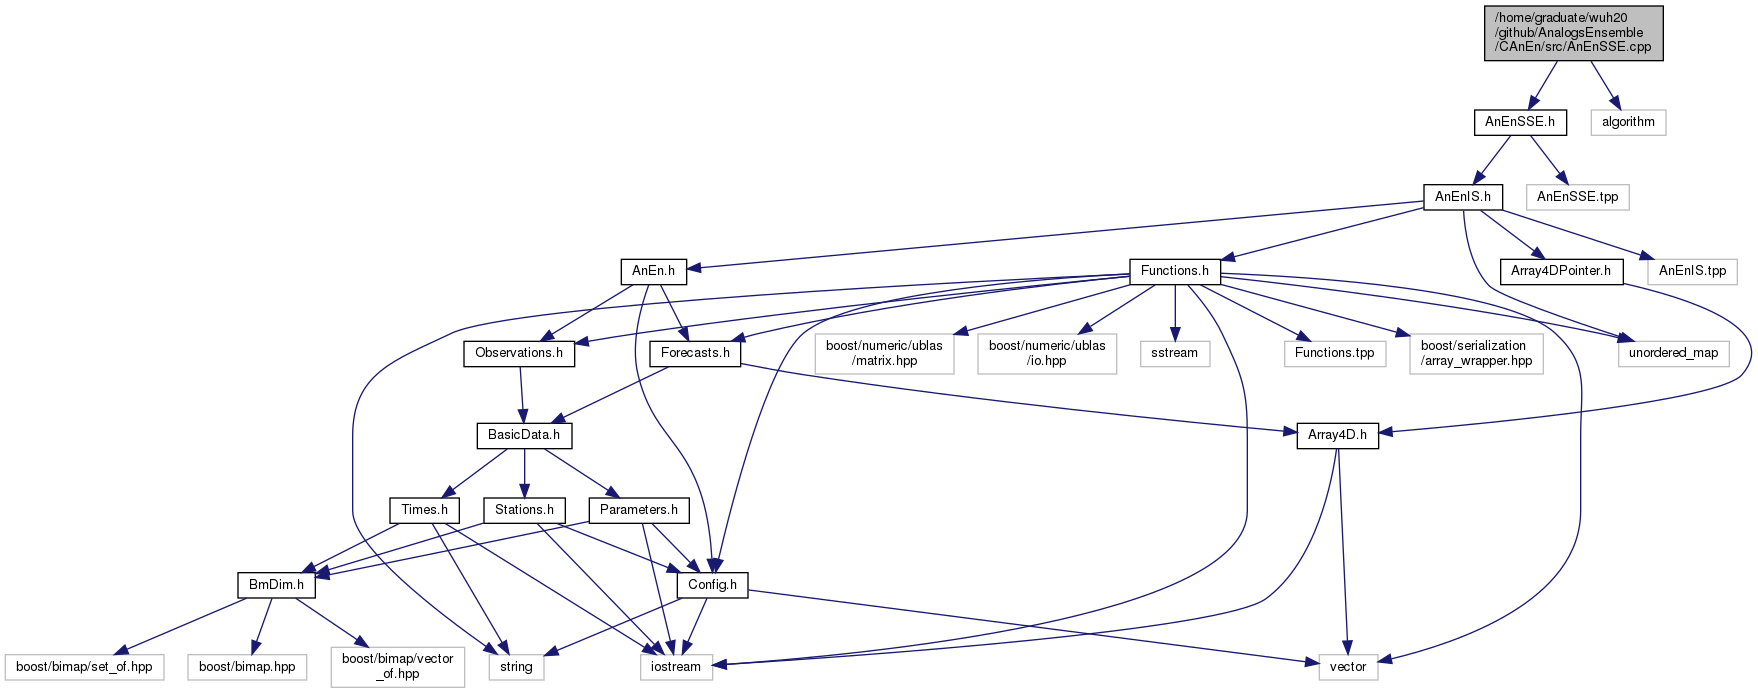 /home/graduate/wuh20
/github/AnalogsEnsemble
/CAnEn/src/AnEnSSE.cpp
AnEnSSE.h
algorithm
AnEnIS.h
AnEnSSE.tpp
AnEn.h
Functions.h
Array4DPointer.h
AnEnIS.tpp
Observations.h
Forecasts.h
boost/numeric/ublas
/matrix.hpp
boost/numeric/ublas
/io.hpp
sstream
Functions.tpp
boost/serialization
/array_wrapper.hpp
unordered_map
BasicData.h
Array4D.h
Times.h
Stations.h
Parameters.h
BmDim.h
Config.h
boost/bimap/set_of.hpp
boost/bimap.hpp
boost/bimap/vector
_of.hpp
string
iostream
vector